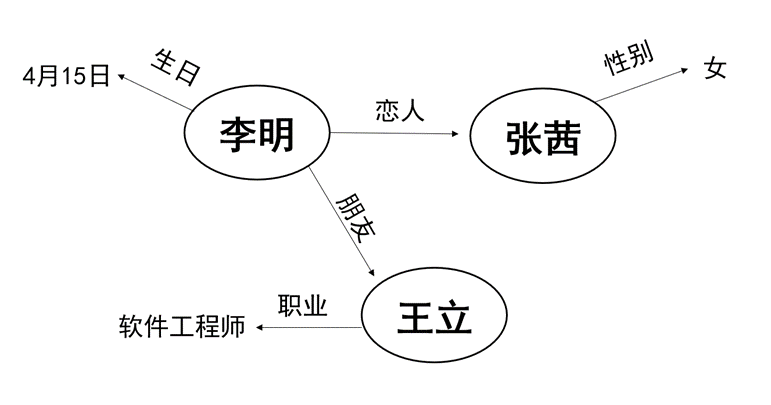 生日
4月15日
李明
恋人
张茜
性别
女
朋友
王立
职业
软件工程师